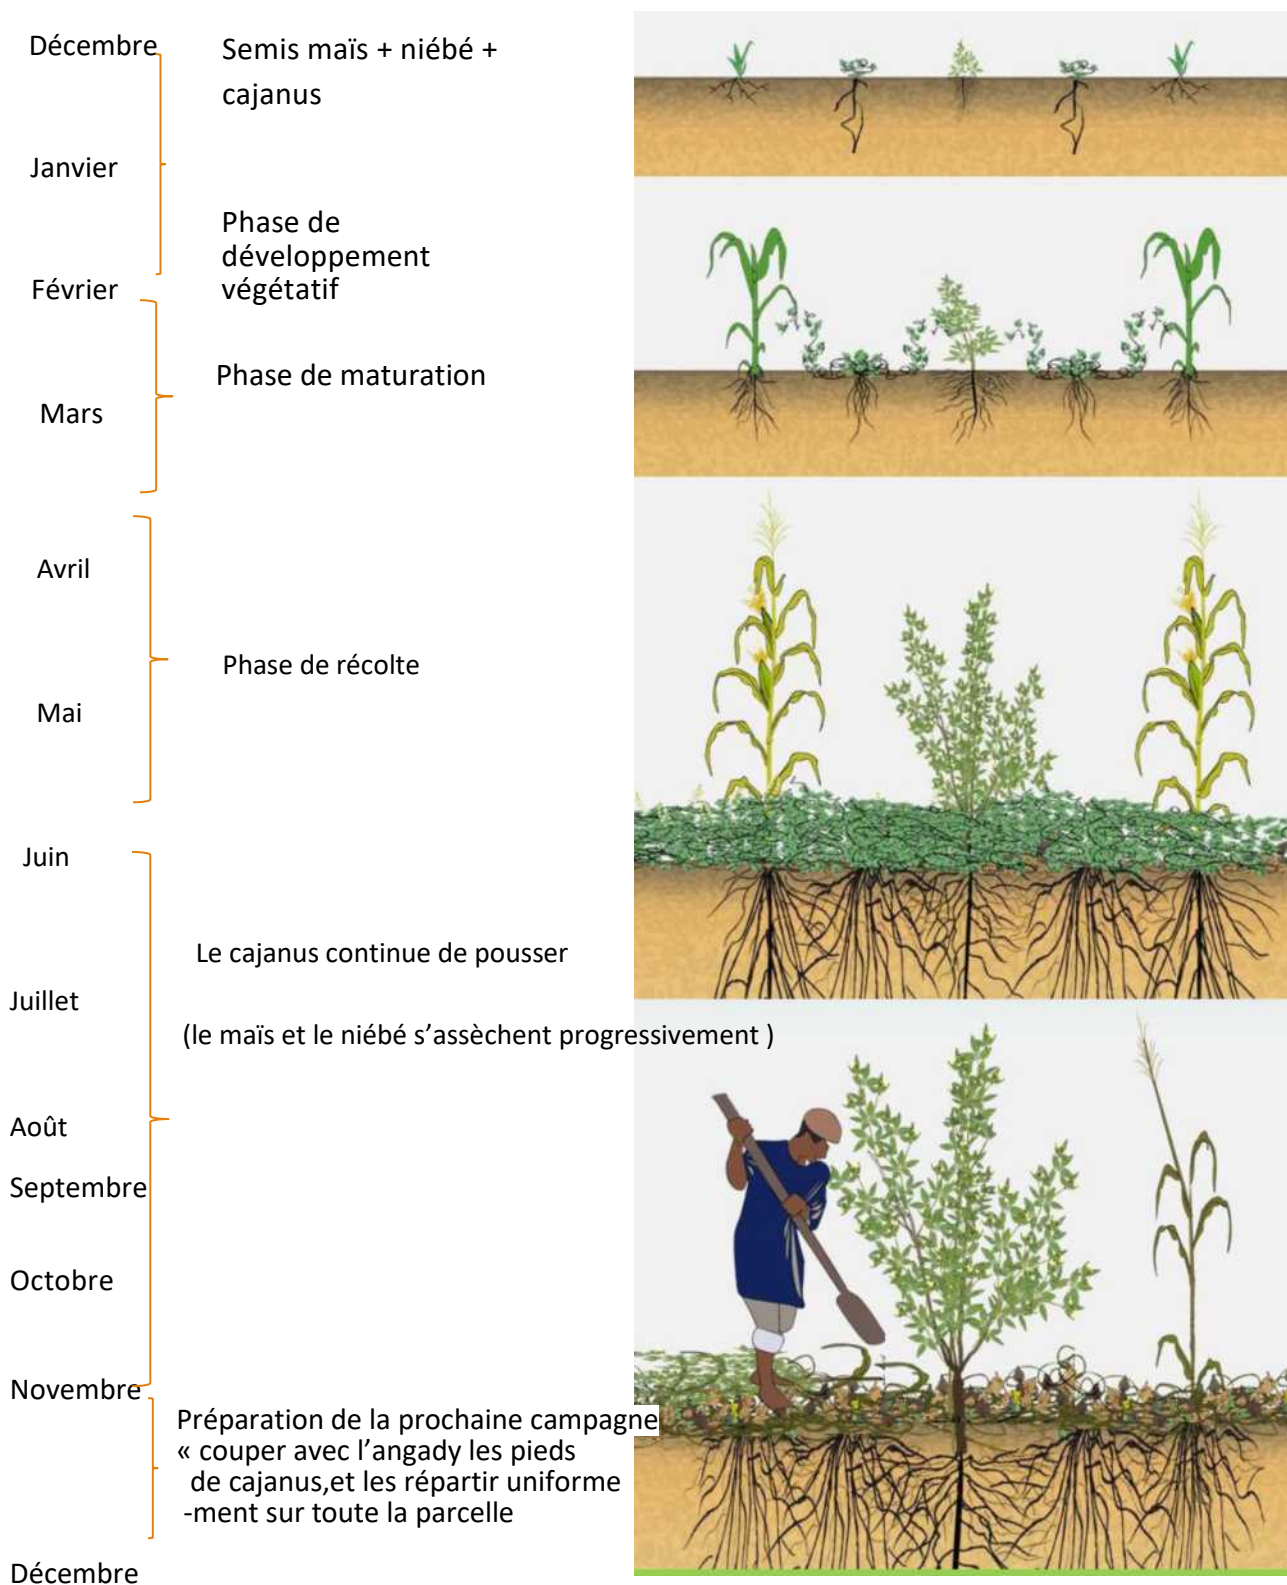 Décembre
Semis maïs + niébé +
cajanus
Janvier
Phase de
développement
végétatif
Février
Phase de maturation
Mars
Avril
Phase de récolte
Mai
Juin
Le cajanus continue de pousser
Juillet
(le maïs et le niébé s’assèchent progressivement )
Août
Septembre
Octobre
Novembre
Préparation de la prochaine campagne
« couper avec l’angady les pieds
de cajanus,et les répartir uniforme
-ment sur toute la parcelle
Décembre